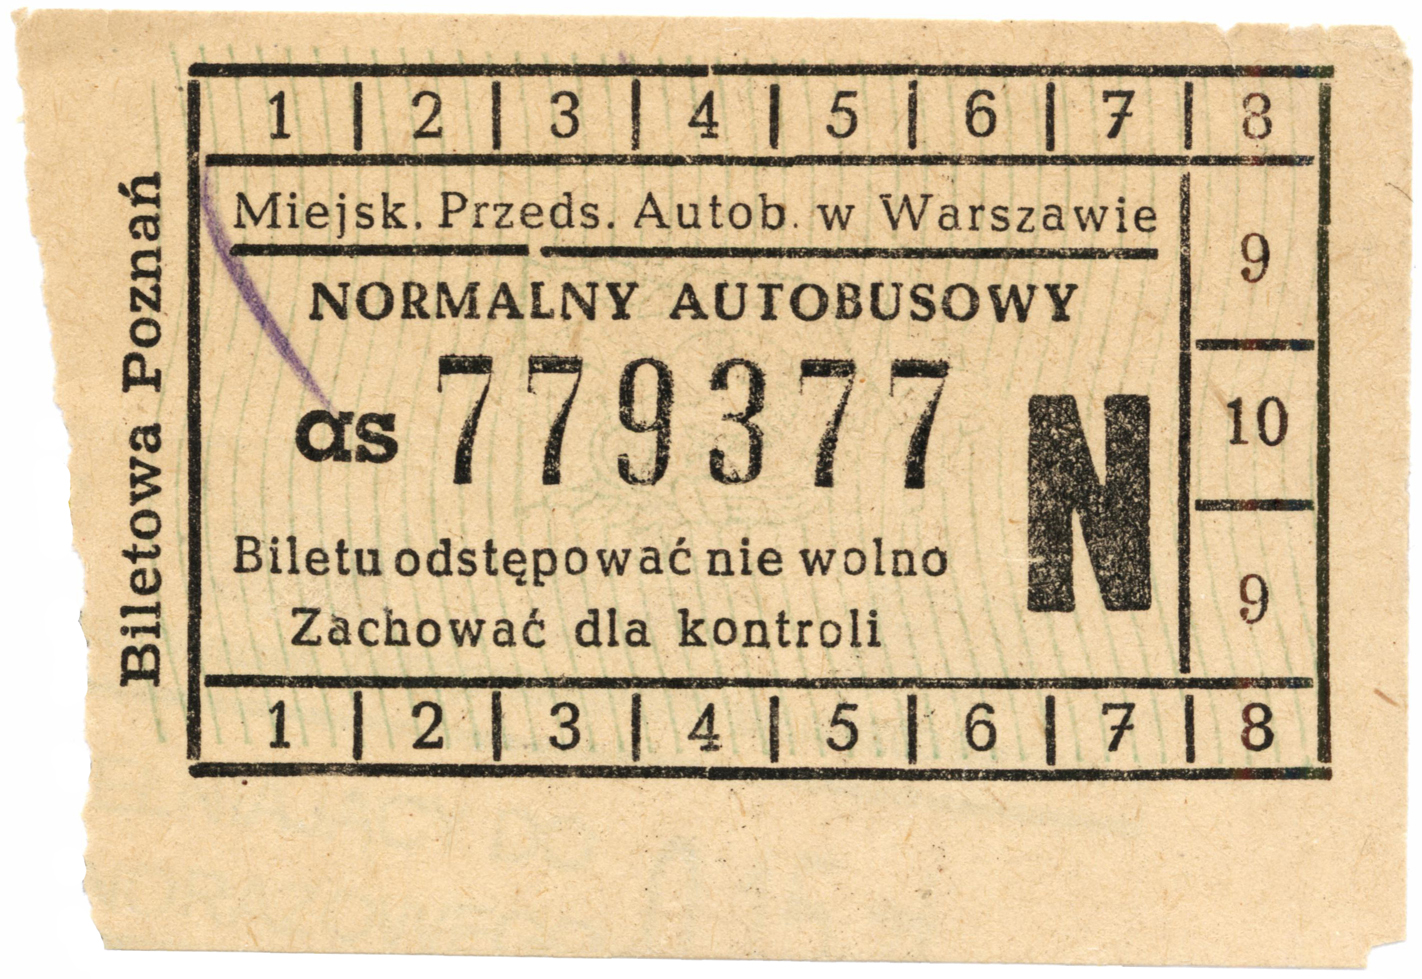 1 2 3 4 5 6 7 8
Miejsk. Przeds. Autob. w Warszawie
9
NORMALNY AUTOBUSOWY
as 779377
N
10
Biletu odstępować nie wolno
Zachować dla kontroli
9
1 2 3 4 5 6 7 8
Biletowa Poznań